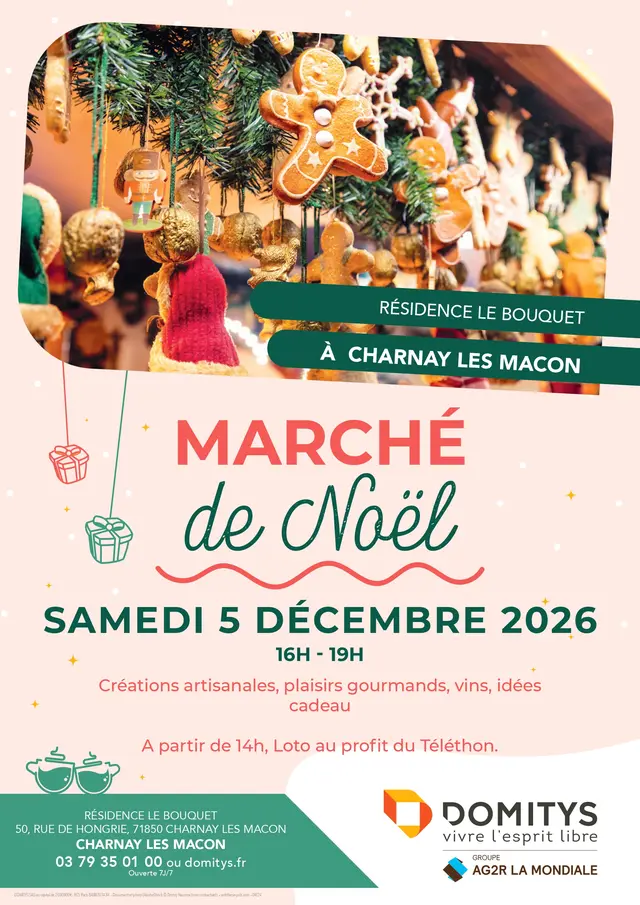 RÉSIDENCE LE BOUQUET
À CHARNAY LES MACON
MARCHÉ
de Noël
SAMEDI 5 DÉCEMBRE 2026
16H - 19H
Créations artisanales, plaisirs gourmands, vins, idées
cadeau
A partir de 14h, Loto au profit du Téléthon.
RÉSIDENCE LE BOUQUET
50, RUE DE HONGRIE, 71850 CHARNAY LES MACON
CHARNAY LES MACON
03 79 35 01 00 ou domitys.fr
Ouverte 7J/7
DOMITYS
vivre l'esprit libre
GROUPE
AG2R LA MONDIALE